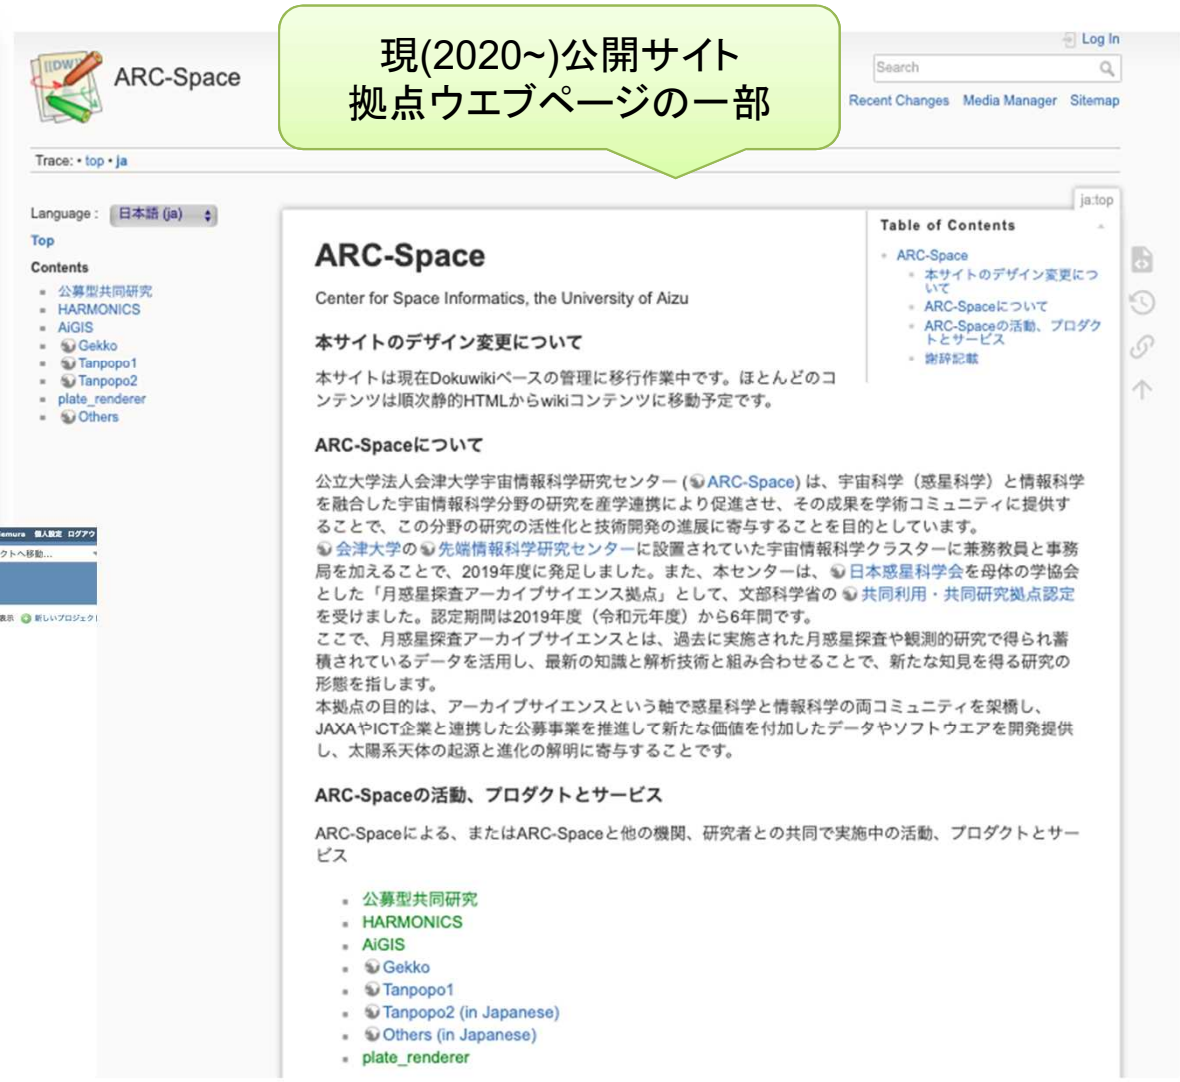 現(2020~)公開サイト
拠点ウエブページの一部
ARC-Space
Log In
Search
Recent Changes Media Manager Sitemap
Trace: • top • ja
Language : 日本語 (ja)
Top
Contents
公募型共同研究
HARMONICS
AiGIS
Gekko
Tanpopo1
Tanpopo2
plate_renderer
Others
個人設定 ログアウ
クトへ移動...
表示 新しいプロジェクト
ja:top
Table of Contents
ARC-Space
本サイトのデザイン変更につ
いて
ARC-Spaceについて
ARC-Spaceの活動、プロダク
トとサービス
謝辞記載
ARC-Space
Center for Space Informatics, the University of Aizu
本サイトのデザイン変更について
本サイトは現在Dokuwikiベースの管理に移行作業中です。ほとんどのコ
ンテンツは順次静的HTMLからwikiコンテンツに移動予定です。
ARC-Spaceについて
公立大学法人会津大学宇宙情報科学研究センター (ARC-Space) は、宇宙科学（惑星科学）と情報科学
を融合した宇宙情報科学分野の研究を産学連携により促進させ、その成果を学術コミュニティに提供す
ることで、この分野の研究の活性化と技術開発の進展に寄与することを目的としています。
会津大学の先端情報科学研究センターに設置されていた宇宙情報科学クラスターに兼務教員と事務
局を加えることで、2019年度に発足しました。また、本センターは、日本惑星科学会を母体の学協会
とした「月惑星探査アーカイブサイエンス拠点」として、文部科学省の共同利用・共同研究拠点認定
を受けました。認定期間は2019年度（令和元年度）から6年間です。
ここで、月惑星探査アーカイブサイエンスとは、過去に実施された月惑星探査や観測的研究で得られ蓄
積されているデータを活用し、最新の知識と解析技術と組み合わせることで、新たな知見を得る研究の
形態を指します。
本拠点の目的は、アーカイブサイエンスという軸で惑星科学と情報科学の両コミュニティを架橋し、
JAXAやICT企業と連携した公募事業を推進して新たな価値を付加したデータやソフトウエアを開発提供
し、太陽系天体の起源と進化の解明に寄与することです。
ARC-Spaceの活動、プロダクトとサービス
ARC-Spaceによる、またはARC-Spaceと他の機関、研究者との共同で実施中の活動、プロダクトとサー
ビス
公募型共同研究
HARMONICS
AiGIS
Gekko
Tanpopo1
Tanpopo2 (in Japanese)
Others (in Japanese)
plate_renderer